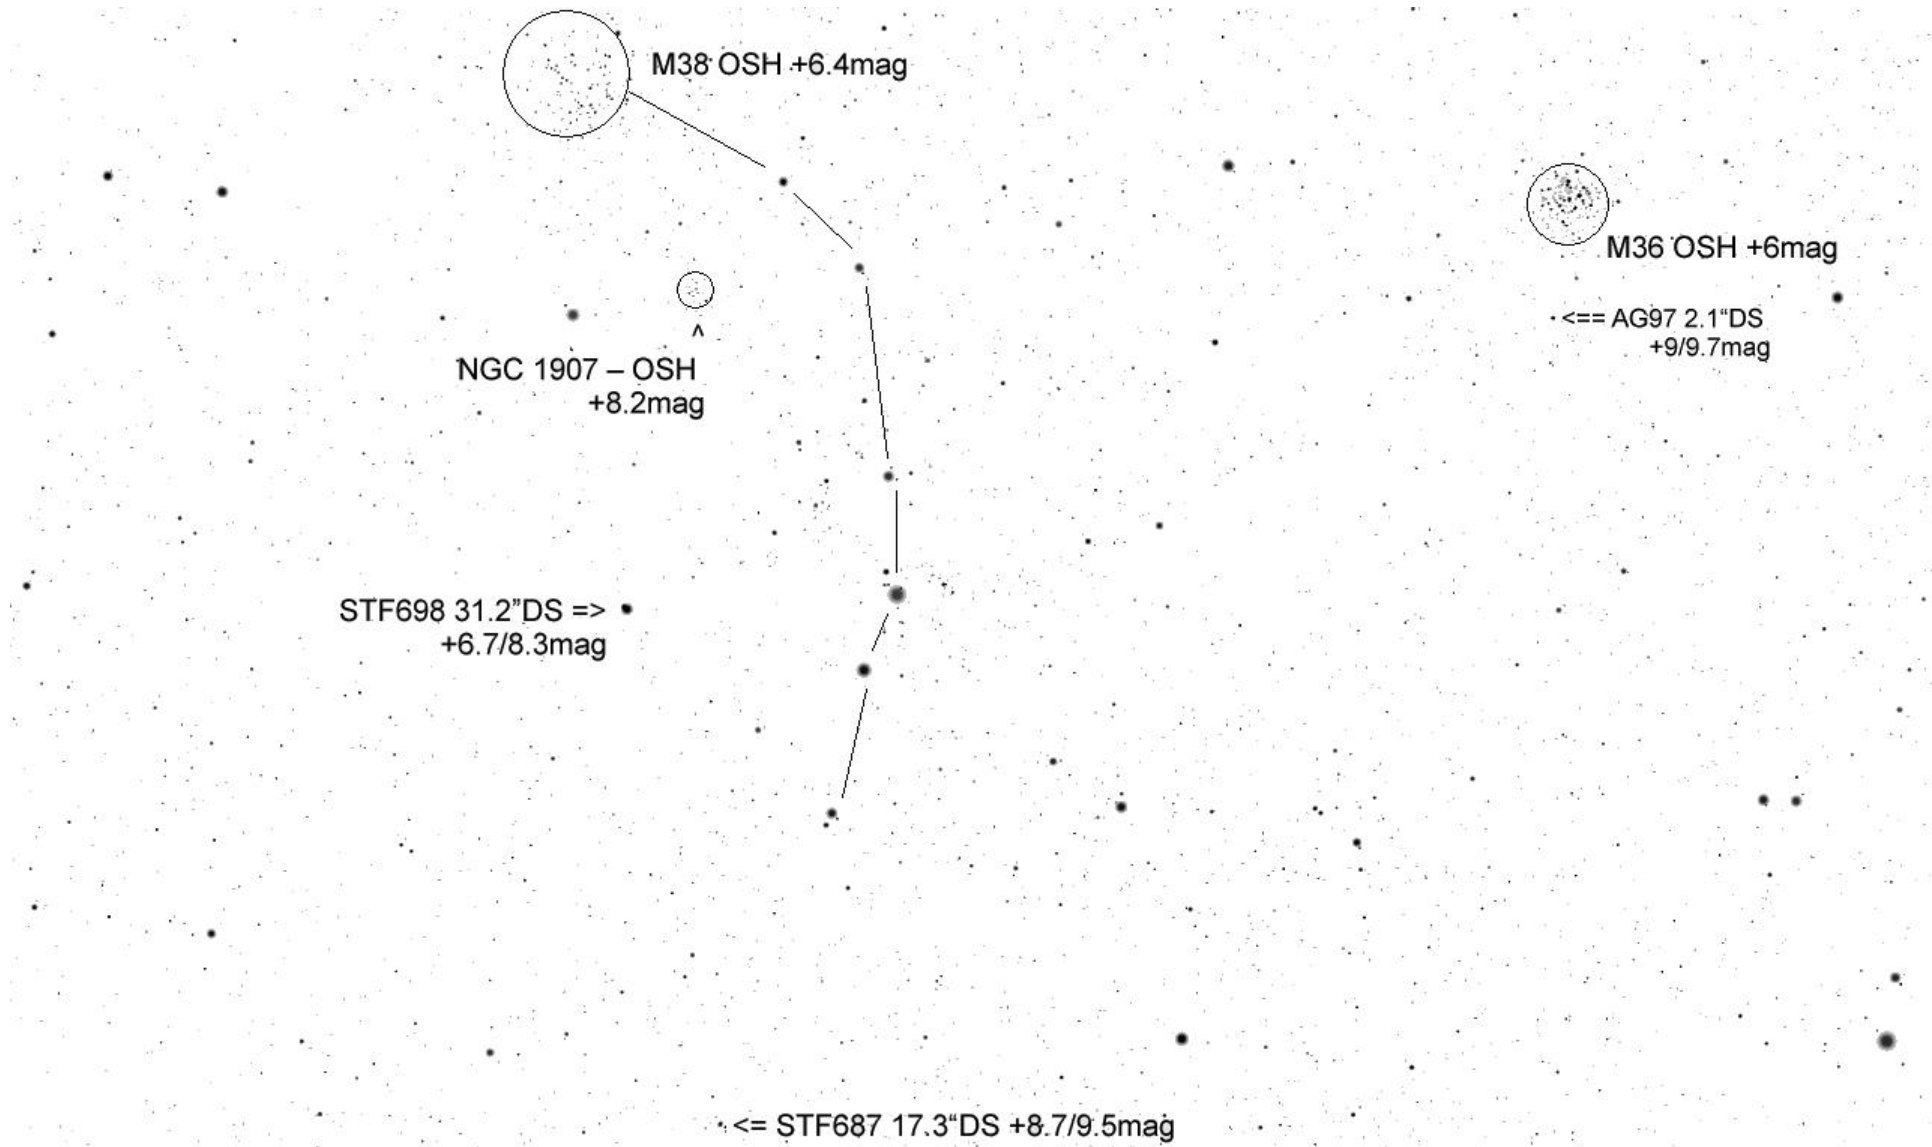 M38 OSH +6.4mag
M36 OSH +6mag
<== AG97 2.1“DS
+9/9.7mag
^
NGC 1907 – OSH
+8.2mag
STF698 31.2”DS =>
+6.7/8.3mag
<= STF687 17.3“DS +8.7/9.5mag